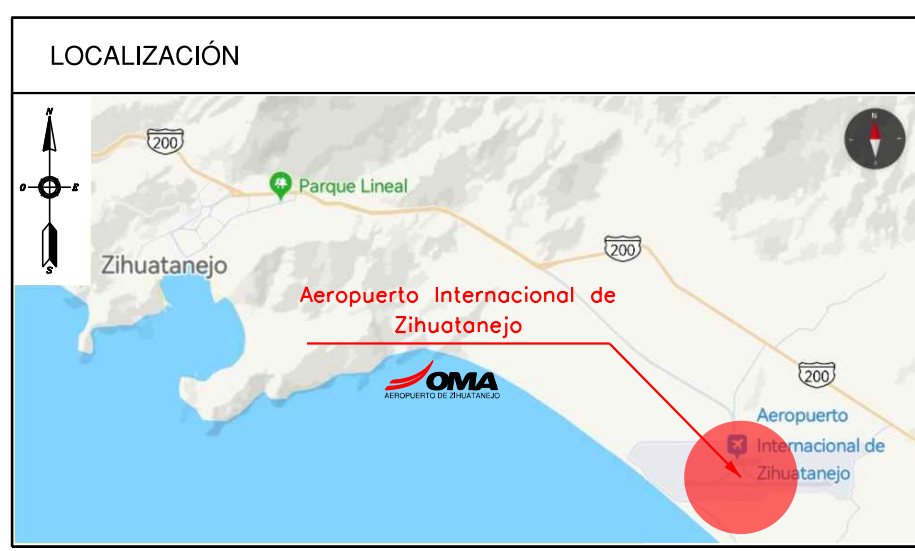 LOCALIZACIÓN
N
O
E
S
200
Parque Lineal
N
Zihuatanejo
200
Aeropuerto Internacional de
Zihuatanejo
OMA
AEROPUERTO DE ZIHUATANEJO
200
Aeropuerto
Internacional de
Zihuatanejo